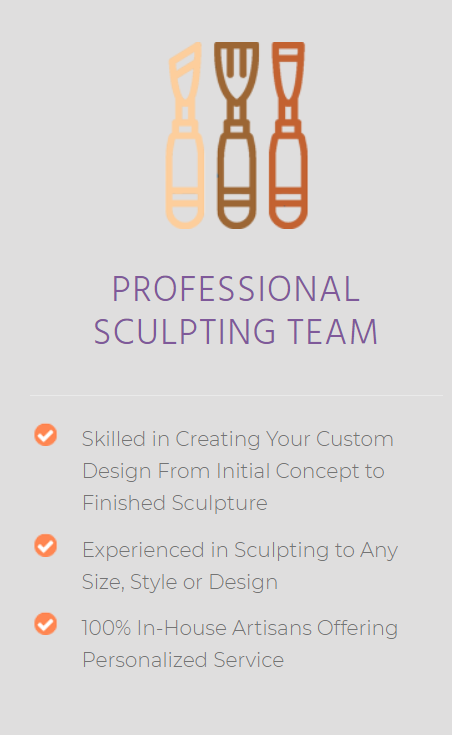 PROFESSIONAL
SCULPTING TEAM
Skilled in Creating Your Custom
Design From Initial Concept to
Finished Sculpture
Experienced in Sculpting to Any
Size, Style or Design
100% In-House Artisans Offering
Personalized Service